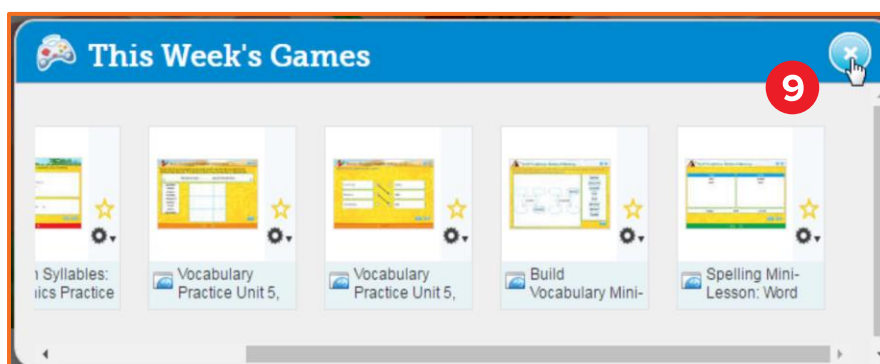 This Week's Games
9
n Syllables:
ics Practice
Vocabulary
Practice Unit 5,
Vocabulary
Practice Unit 5,
Build
Vocabulary Mini-
Spelling Mini-
Lesson: Word